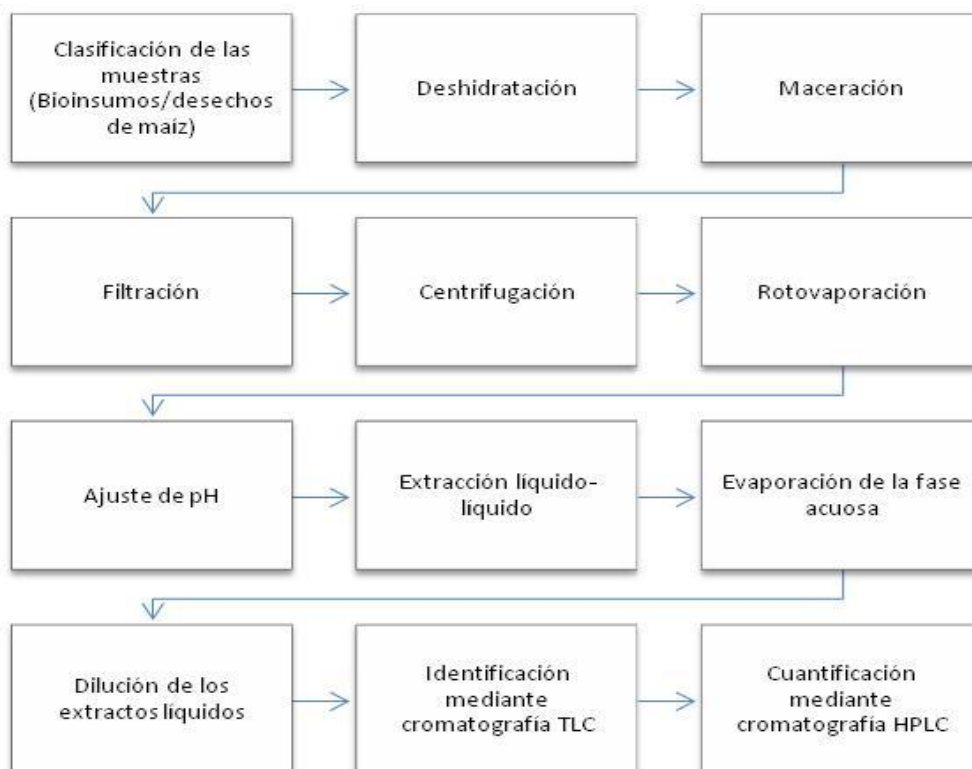 Clasificación de las
muestras
(Bioinsumos/desechos
de maíz)
Deshidratación
Maceración
Filtración
Centrifugación
Rotovaporación
Ajuste de pH
Extracción líquido-
líquido
Evaporación de la fase
acuosa
Dilución de los
extractos líquidos
Identificación
mediante
cromatografía TLC
Cuantificación
mediante
cromatografía HPLC